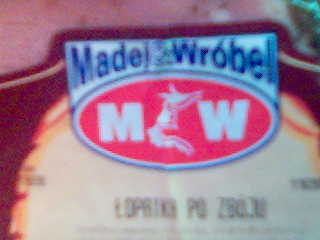 Madej & Wróbel
M W
ŁOPATKA PO ZBÓJU